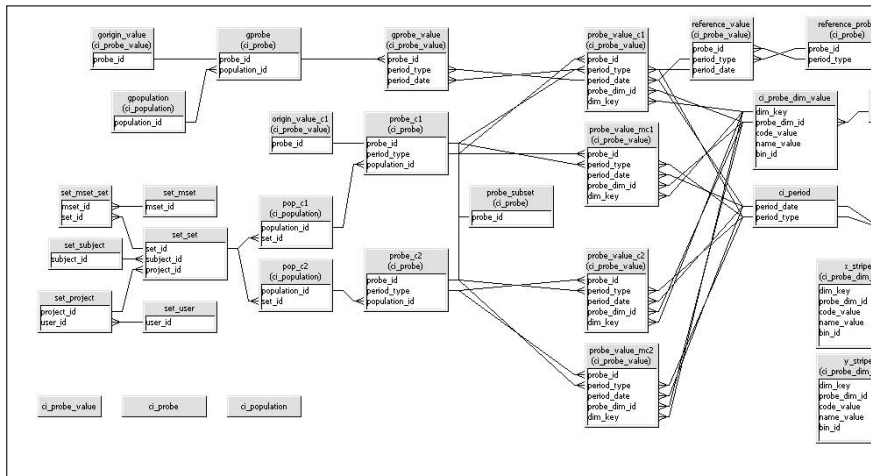 gorigin_value
(ci_probe_value)
probe_id
gprobe
(ci_probe)
probe_id
population_id
gprobe_value
(ci_probe_value)
probe_id
period_type
period_date
probe_value_c1
(ci_probe_value)
probe_id
period_type
period_date
probe_dim_id
dim_key
reference_value
(ci_probe_value)
probe_id
period_type
period_date
reference_prob
(ci_probe)
probe_id
period_type
gpopulation
(ci_population)
population_id
origin_value_c1
(ci_probe_value)
probe_id
probe_c1
(ci_probe)
probe_id
period_type
population_id
probe_value_mc1
(ci_probe_value)
probe_id
period_type
period_date
probe_dim_id
dim_key
ci_probe_dim_value
dim_key
probe_dim_id
code_value
name_value
bin_id
set_mset_set
mset_id
set_id
set_mset
mset_id
pop_c1
(ci_population)
population_id
set_id
probe_subset
(ci_probe)
probe_id
ci_period
period_date
period_type
set_subject
subject_id
set_set
set_id
subject_id
project_id
pop_c2
(ci_population)
population_id
set_id
probe_c2
(ci_probe)
probe_id
period_type
population_id
probe_value_c2
(ci_probe_value)
probe_id
period_type
period_date
probe_dim_id
dim_key
set_project
project_id
user_id
set_user
user_id
x_stripe
(ci_probe_dim_
dim_key
probe_dim_id
code_value
name_value
bin_id
probe_value_mc2
(ci_probe_value)
probe_id
period_type
period_date
probe_dim_id
dim_key
y_stripe
(ci_probe_dim_
dim_key
probe_dim_id
code_value
name_value
bin_id
ci_probe_value
ci_probe
ci_population